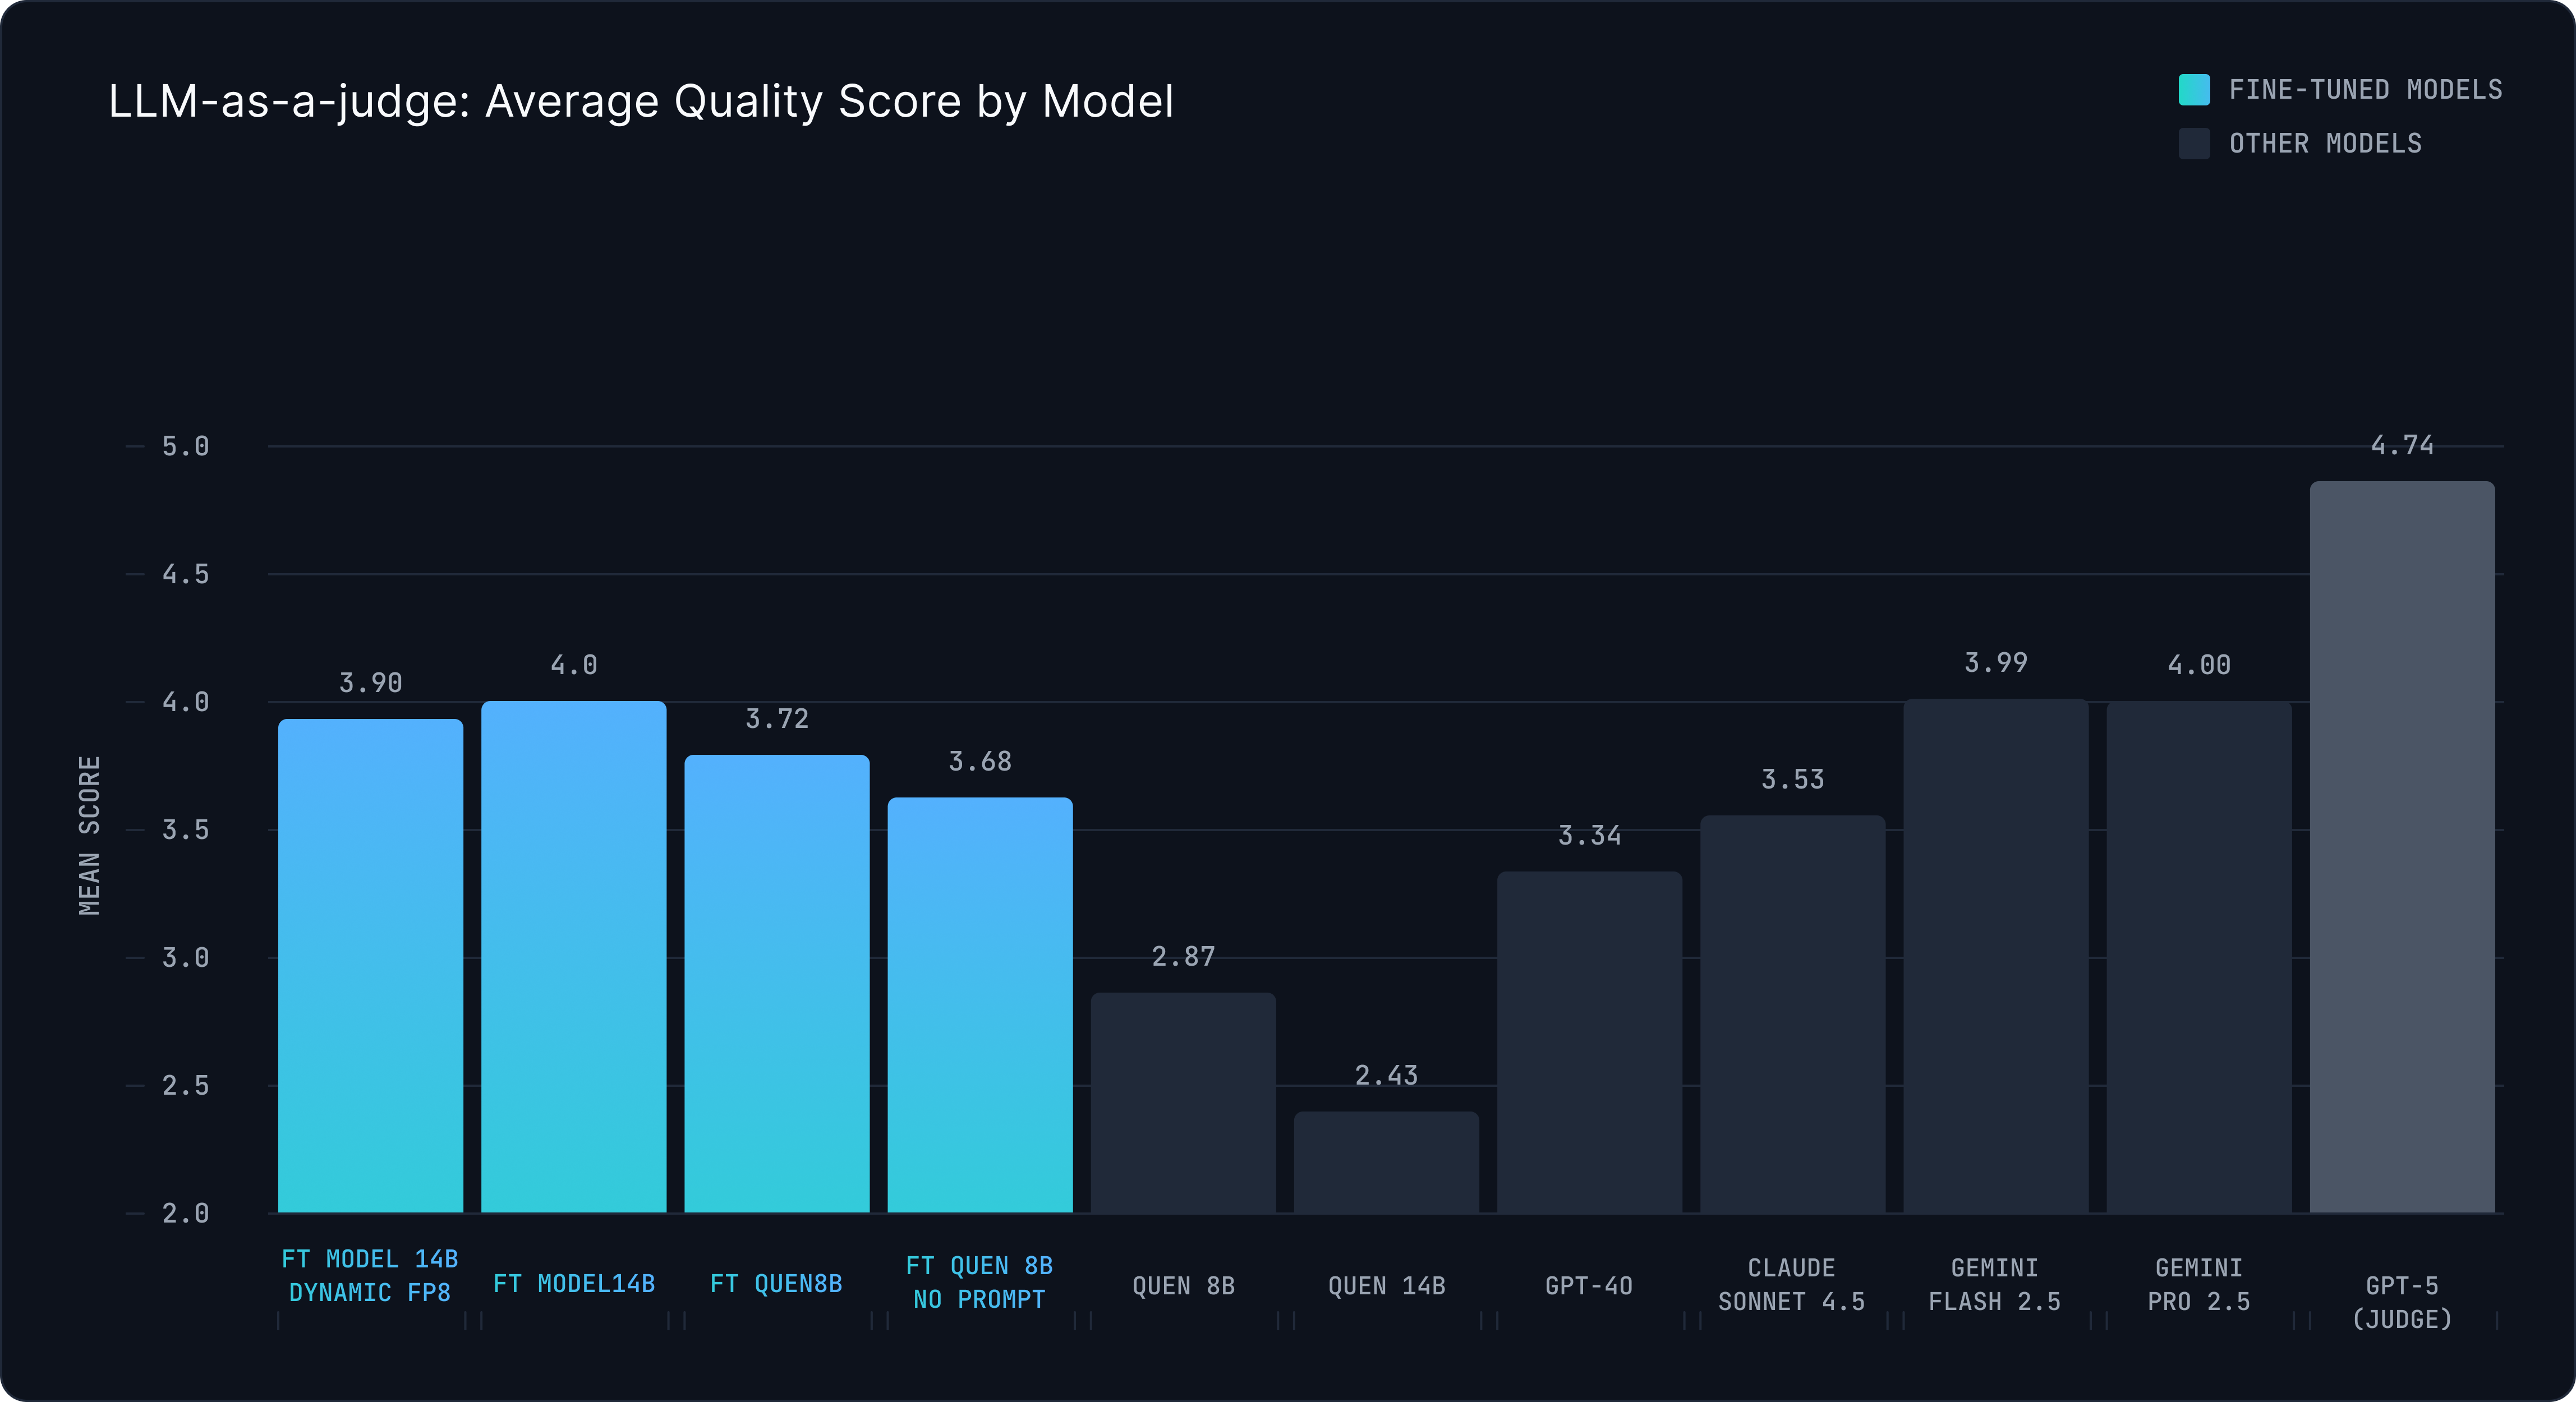 LLM-as-a-judge: Average Quality Score by Model
FINE-TUNED MODELS
OTHER MODELS
MEAN SCORE
5.0
4.5
4.0
3.5
3.0
2.5
2.0
3.90
4.0
3.72
3.68
2.87
2.43
3.34
3.53
3.99
4.00
4.74
FT MODEL 14B
DYNAMIC FP8
FT MODEL14B
FT QUEN8B
FT QUEN 8B
NO PROMPT
QUEN 8B
QUEN 14B
GPT-4O
CLAUDE
SONNET 4.5
GEMINI
FLASH 2.5
GEMINI
PRO 2.5
GPT-5
(JUDGE)